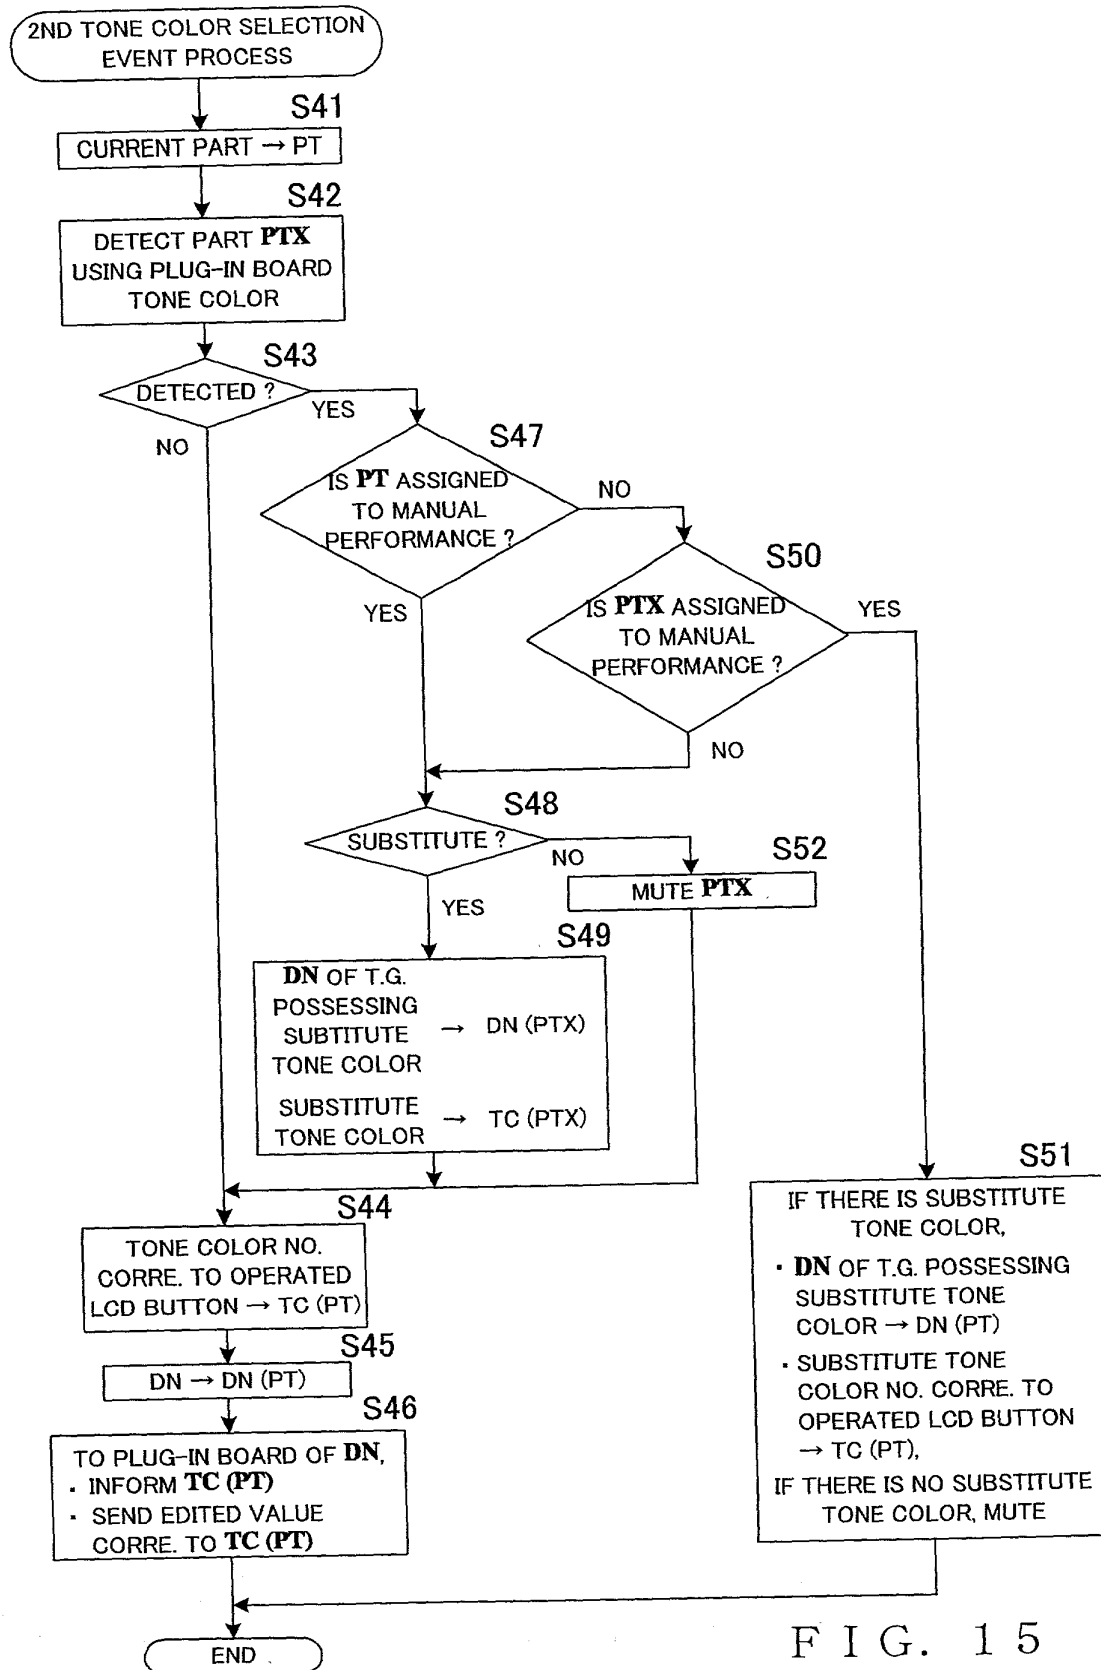 2ND TONE COLOR SELECTION
EVENT PROCESS
S41
CURRENT PART → PT
S42
DETECT PART PTX
USING PLUG-IN BOARD
TONE COLOR
S43
DETECTED ?
YES
NO
S47
IS PT ASSIGNED
TO MANUAL
PERFORMANCE ?
NO
YES
S50
IS PTX ASSIGNED
TO MANUAL
PERFORMANCE ?
YES
NO
S48
SUBSTITUTE ?
NO
YES
S52
MUTE PTX
S49
DN OF T.G.
POSSESSING
SUBTITUTE
TONE COLOR
→ DN (PTX)
SUBSTITUTE
TONE COLOR
→ TC (PTX)
S44
TONE COLOR NO.
CORRE. TO OPERATED
LCD BUTTON → TC (PT)
S45
DN → DN (PT)
S46
TO PLUG-IN BOARD OF DN,
· INFORM TC (PT)
· SEND EDITED VALUE
CORRE. TO TC (PT)
S51
IF THERE IS SUBSTITUTE
TONE COLOR,
· DN OF T.G. POSSESSING
SUBSTITUTE TONE
COLOR → DN (PT)
· SUBSTITUTE TONE
COLOR NO. CORRE. TO
OPERATED LCD BUTTON
→ TC (PT),
IF THERE IS NO SUBSTITUTE
TONE COLOR, MUTE
END
FIG. 15